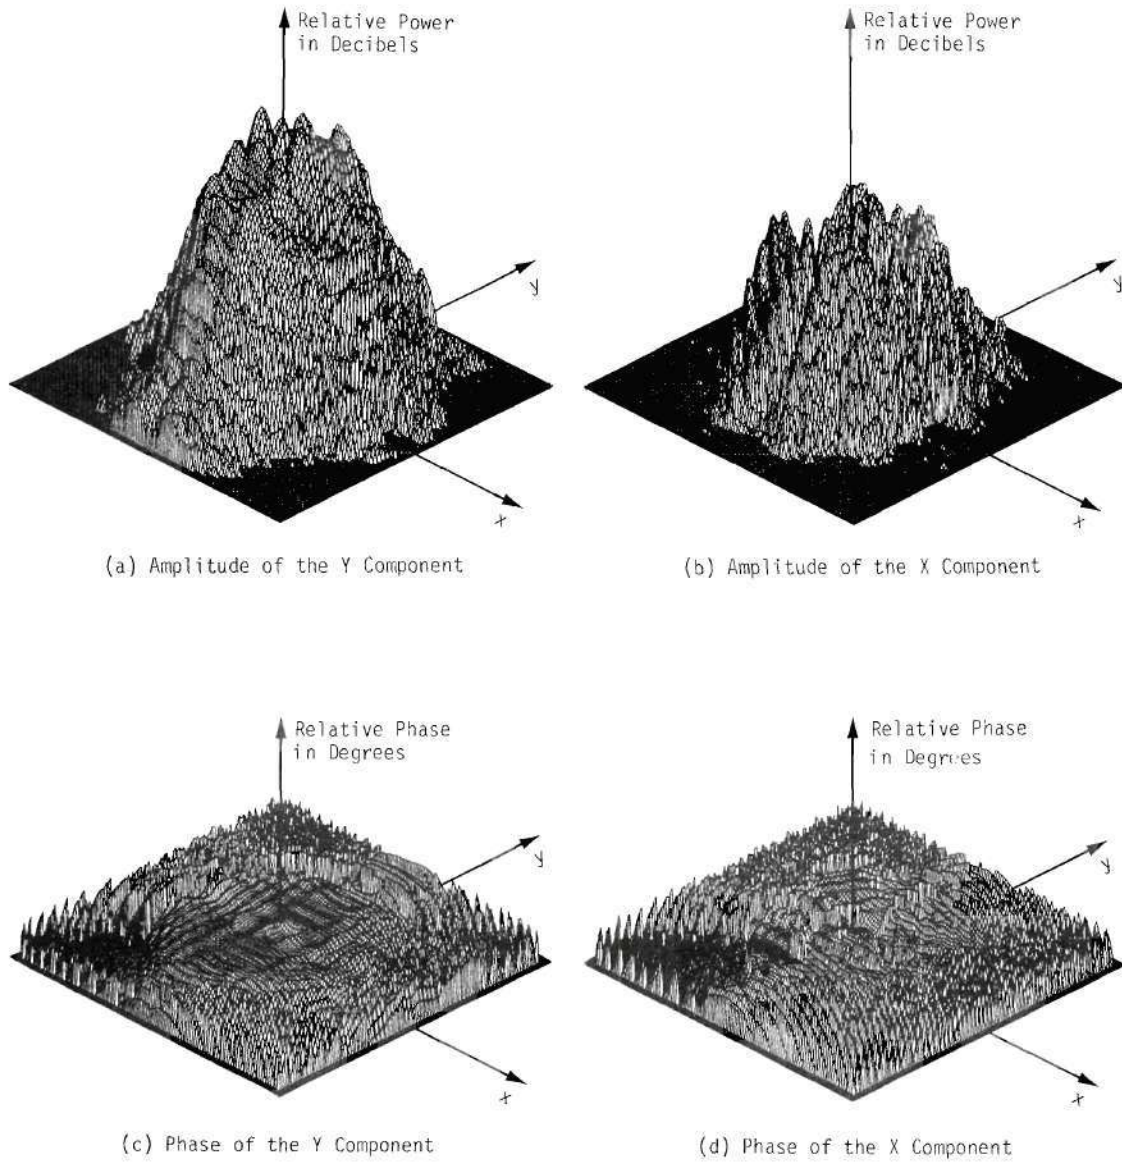 Relative Power
in Decibels
y
x
(a) Amplitude of the Y Component
Relative Power
in Decibels
y
x
(b) Amplitude of the X Component
Relative Phase
in Degrees
y
x
(c) Phase of the Y Component
Relative Phase
in Degrees
y
x
(d) Phase of the X Component